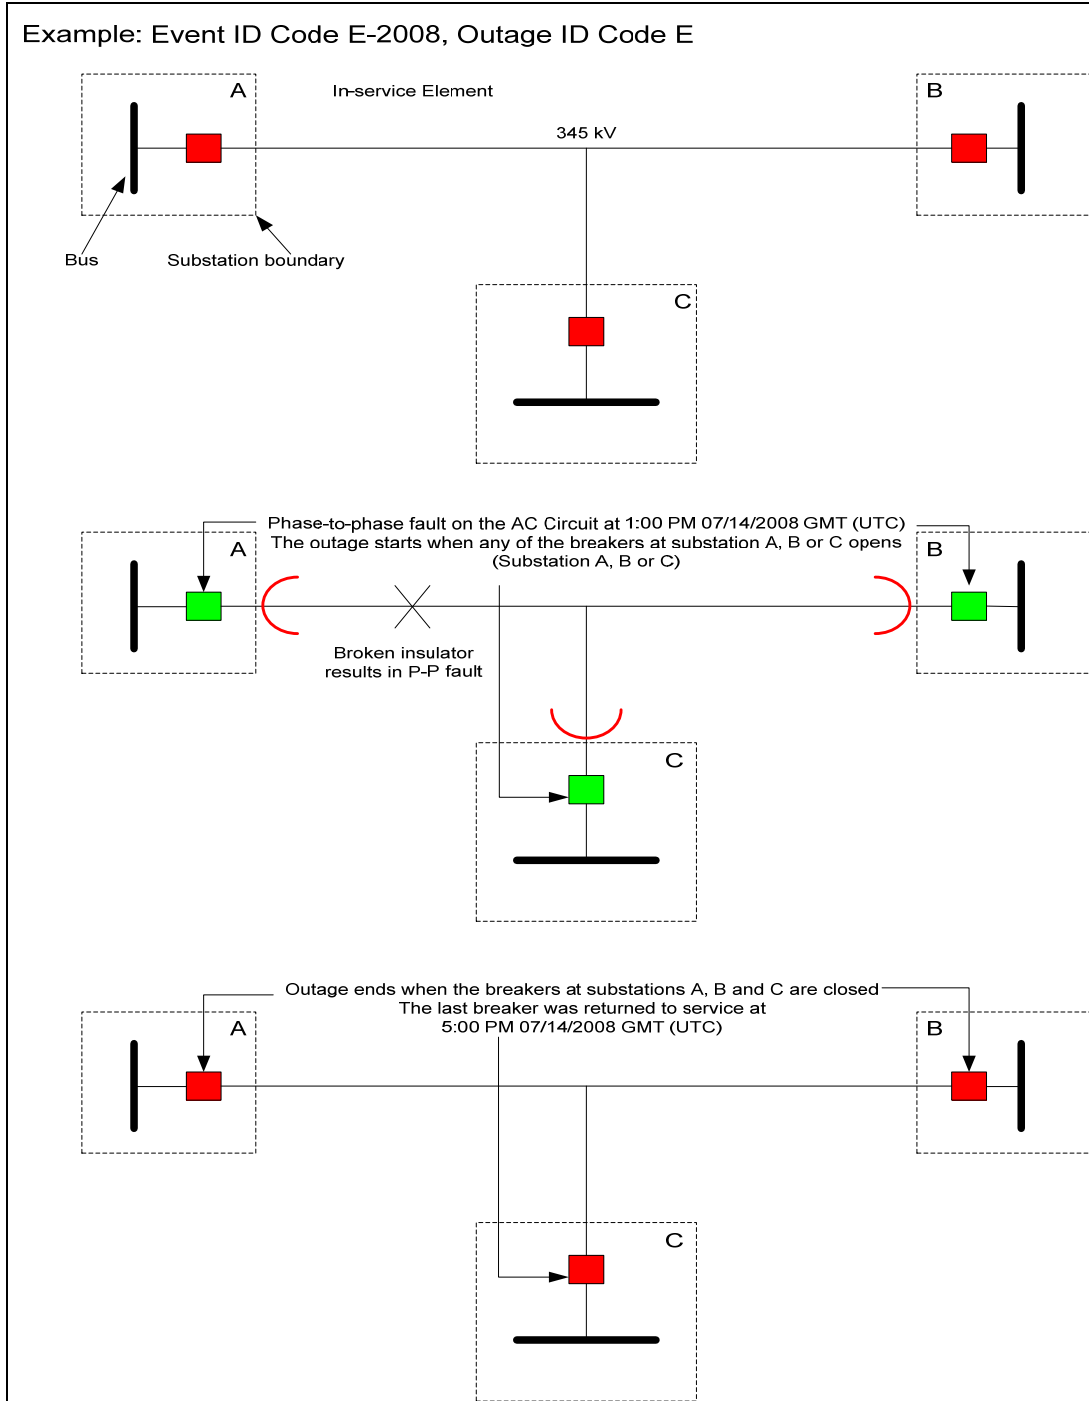 Example: Event ID Code E-2008, Outage ID Code E
A
In-service Element
B
345 kV
Bus
Substation boundary
C
Phase-to-phase fault on the AC Circuit at 1:00 PM 07/14/2008 GMT (UTC)
The outage starts when any of the breakers at substation A, B or C opens
(Substation A, B or C)
A
B
Broken insulator
results in P-P fault
C
Outage ends when the breakers at substations A, B and C are closed
The last breaker was returned to service at
5:00 PM 07/14/2008 GMT (UTC)
A
B
C